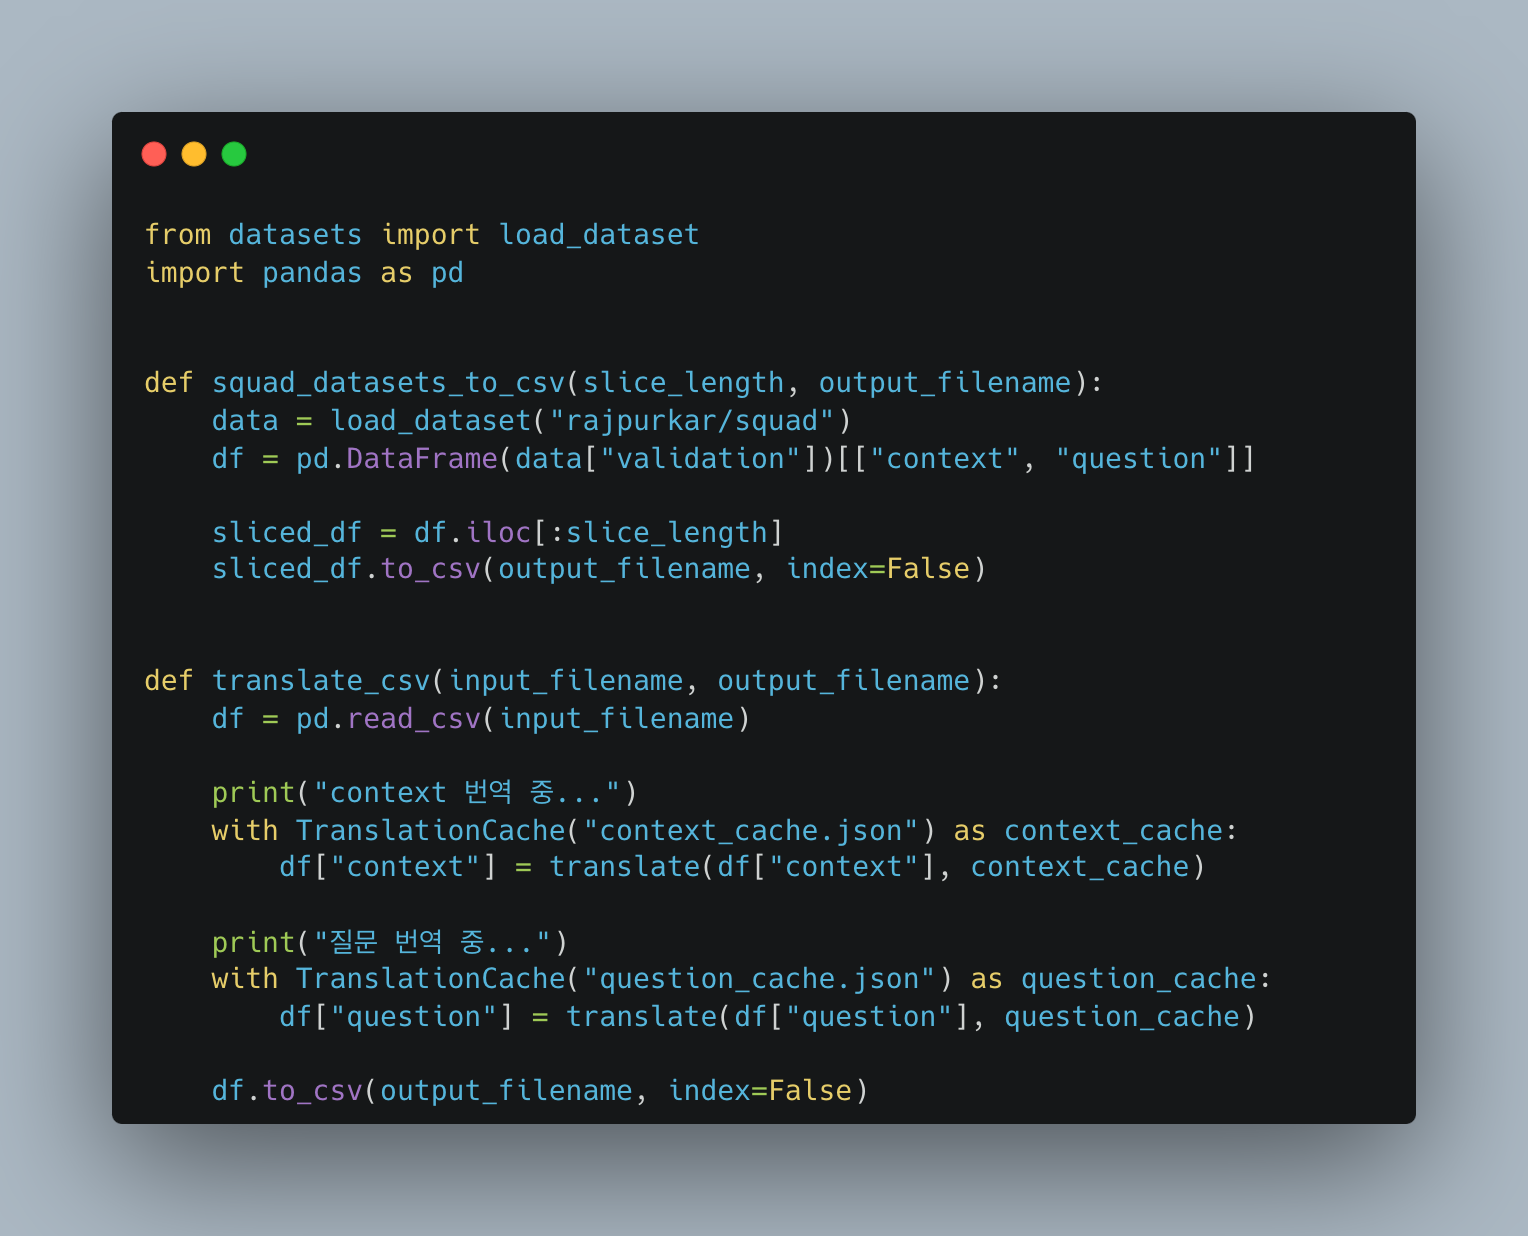 from datasets import load_dataset
import pandas as pd
def squad_datasets_to_csv(slice_length, output_filename):
    data = load_dataset("rajpurkar/squad")
    df = pd.DataFrame(data["validation"])[["context", "question"]]
    sliced_df = df.iloc[:slice_length]
    sliced_df.to_csv(output_filename, index=False)
def translate_csv(input_filename, output_filename):
    df = pd.read_csv(input_filename)
    print("context 번역 중...")
    with TranslationCache("context_cache.json") as context_cache:
        df["context"] = translate(df["context"], context_cache)
    print("질문 번역 중...")
    with TranslationCache("question_cache.json") as question_cache:
        df["question"] = translate(df["question"], question_cache)
    df.to_csv(output_filename, index=False)